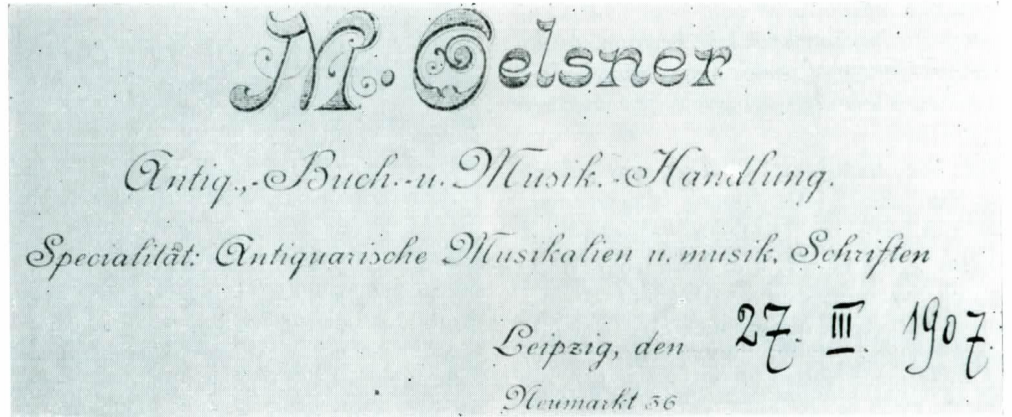 M. Oelsner
Antiq.,-Buch.-u. Musik.-Handlung.
Specialität: Antiquarische Musikalien u. musik. Schriften
Leipzig, den 27. III. 1907.
Neumarkt 36